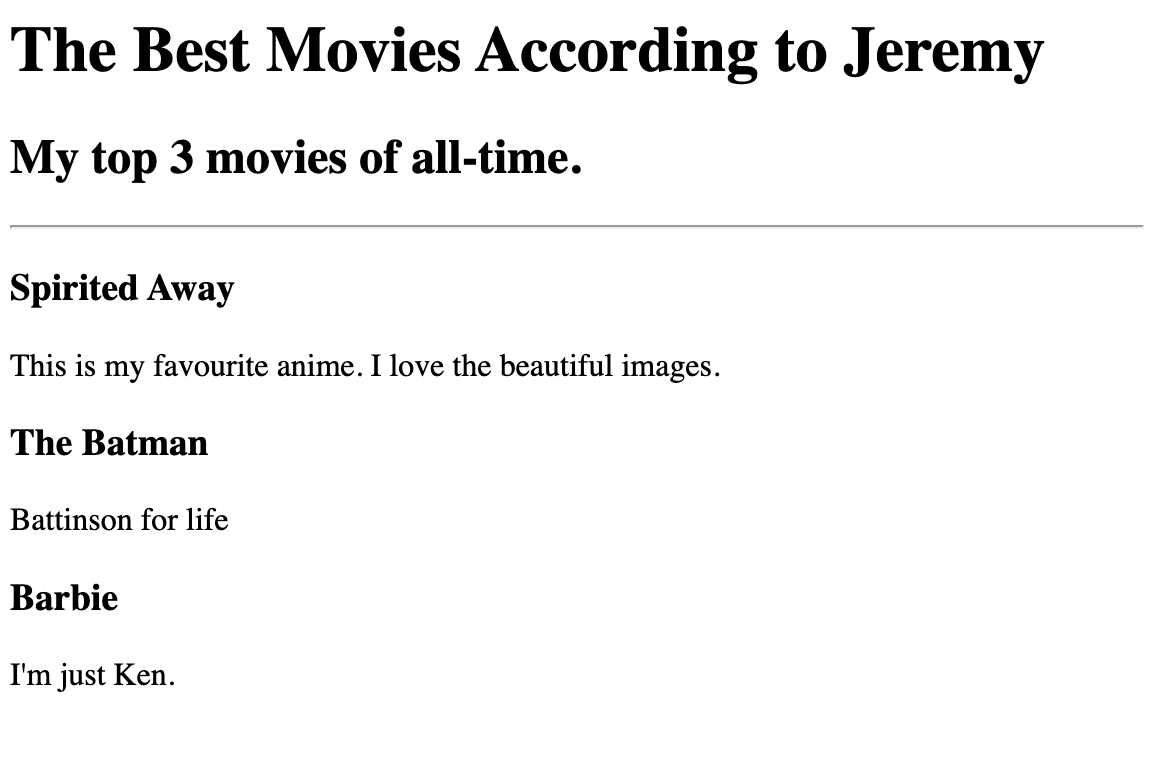 The Best Movies According to Jeremy
My top 3 movies of all-time.
Spirited Away
This is my favourite anime. I love the beautiful images.
The Batman
Battinson for life
Barbie
I'm just Ken.